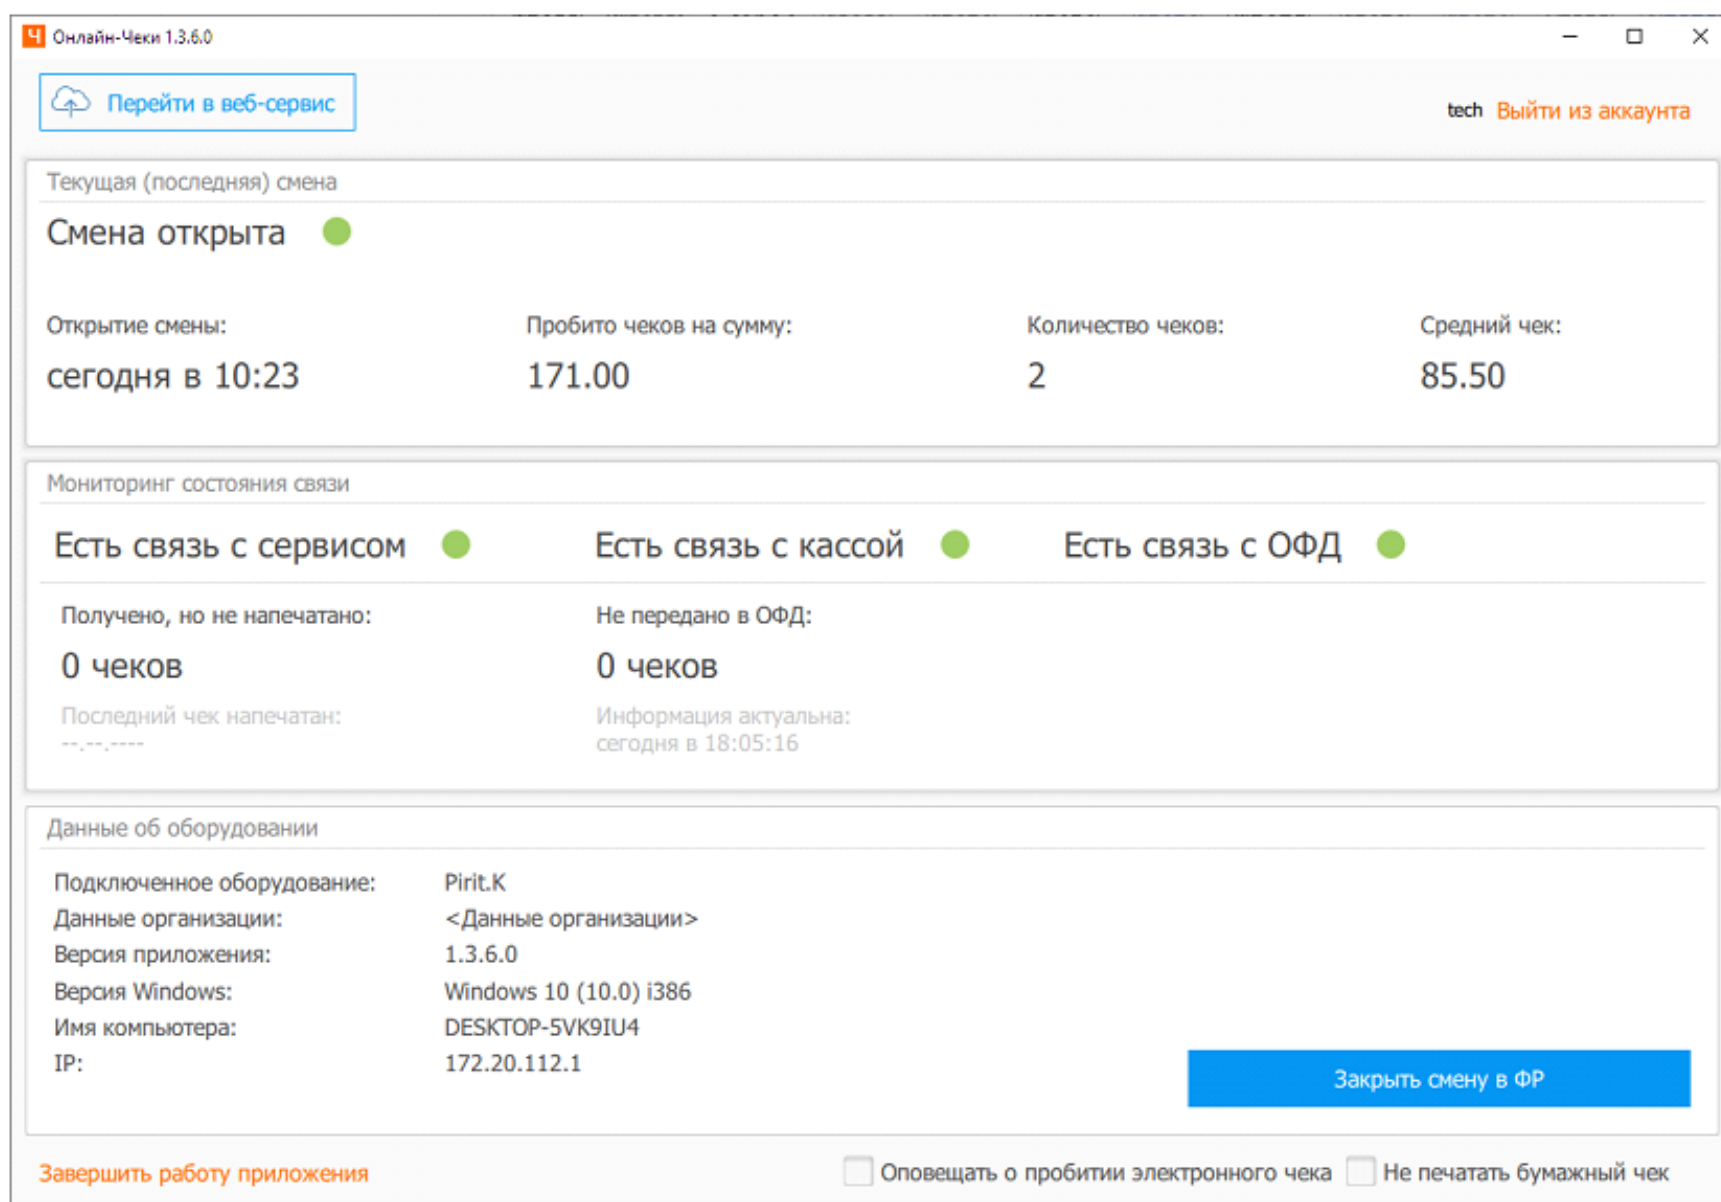 Ч Онлайн-Чеки 1.3.6.0
Перейти в веб-сервис
tech Выйти из аккаунта
Текущая (последняя) смена
Смена открыта
Открытие смены: Пробито чеков на сумму: Количество чеков: Средний чек:
сегодня в 10:23 171.00 2 85.50
Мониторинг состояния связи
Есть связь с сервисом Есть связь с кассой Есть связь с ОФД
Получено, но не напечатано: Не передано в ОФД:
0 чеков 0 чеков
Последний чек напечатан: Информация актуальна:
--.--.---- сегодня в 18:05:16
Данные об оборудовании
Подключенное оборудование: Pirit.K
Данные организации: <Данные организации>
Версия приложения: 1.3.6.0
Версия Windows: Windows 10 (10.0) i386
Имя компьютера: DESKTOP-5VK9IU4
IP: 172.20.112.1
Закрыть смену в ФР
Завершить работу приложения Оповещать о пробитии электронного чека Не печатать бумажный чек